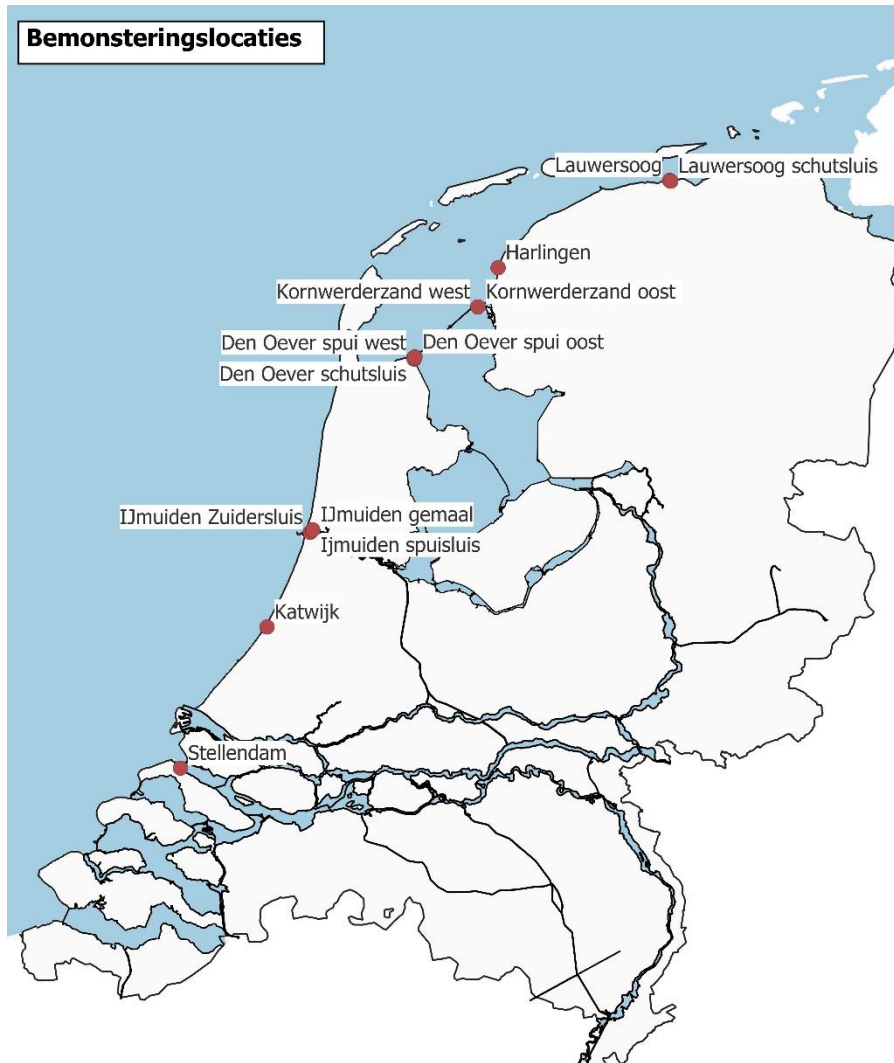 Bemonsteringslocaties
Lauwersoog
Lauwersoog schutsluis
Harlingen
Kornwerderzand west
Kornwerderzand oost
Den Oever spui west
Den Oever spui oost
Den Oever schutsluis
IJmuiden Zuidersluis
IJmuiden gemaal
Ijmuiden spuisluis
Katwijk
Stellendam